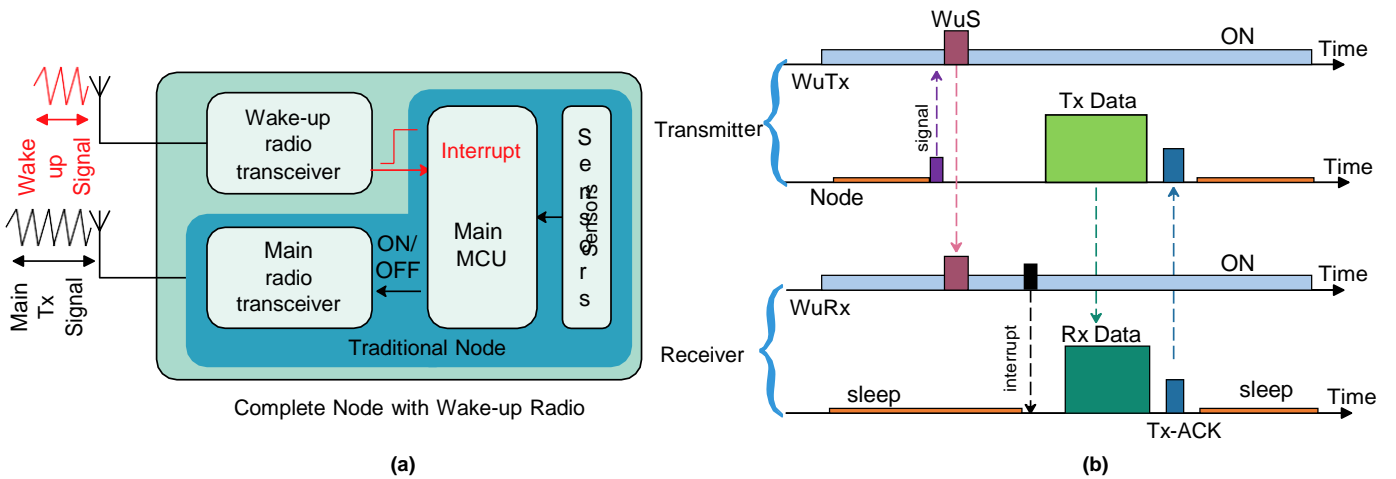 Wake
up
Signal
Main
Tx
Signal
Wake-up
radio
transceiver
Interrupt
Main
MCU
Sensors
Sensors
Main
radio
transceiver
ON/
OFF
Traditional Node
Complete Node with Wake-up Radio
(a)
WuS
ON
Time
WuTx
Transmitter
signal
Tx Data
Time
Node
ON
Time
WuRx
Receiver
interrupt
Rx Data
sleep
sleep
Time
Tx-ACK
(b)